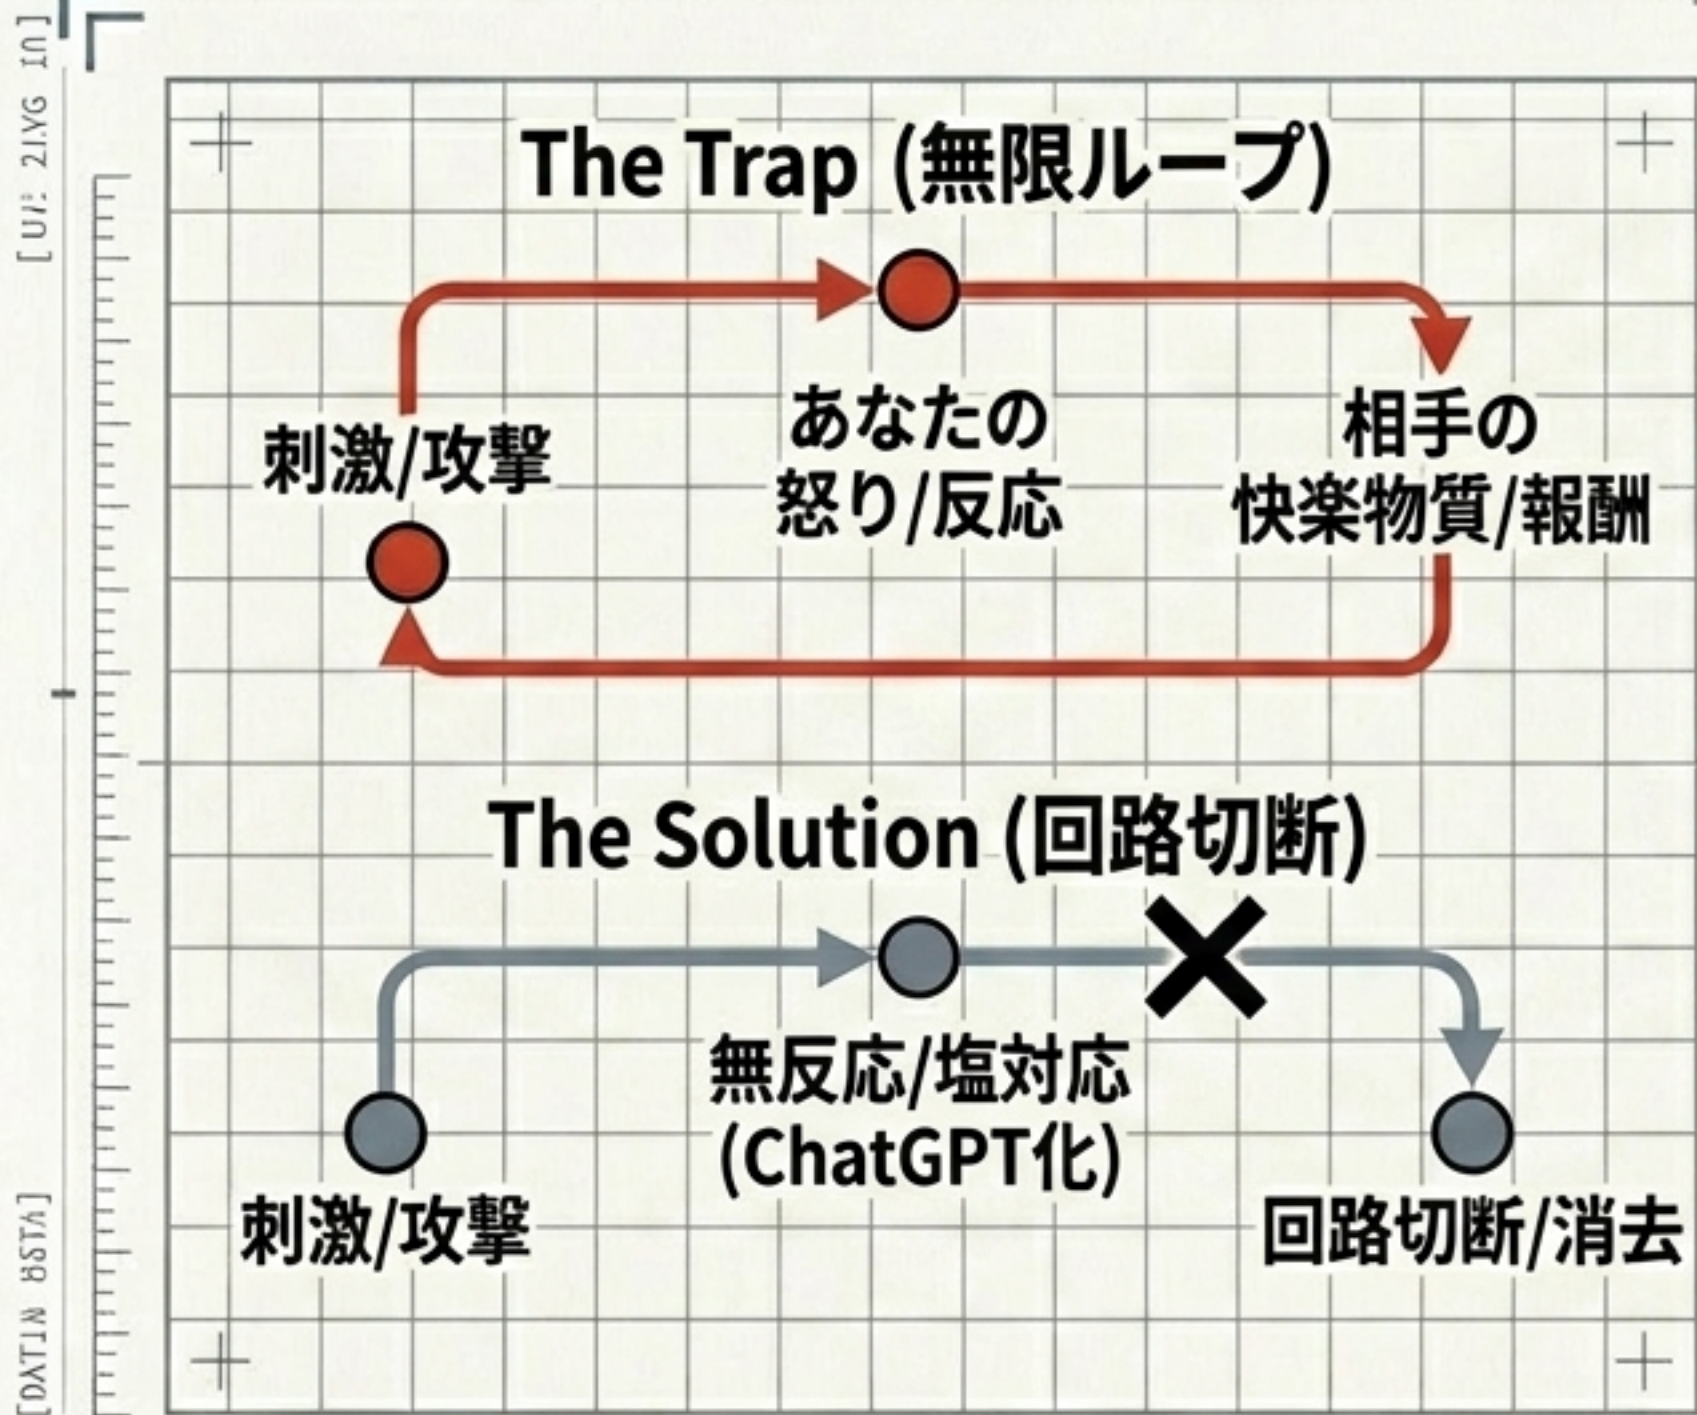 The Trap (無限ループ)
刺激/攻撃
あなたの
怒り/反応
相手の
快楽物質/報酬
The Solution (回路切断)
無反応/塩対応
(ChatGPT化)
刺激/攻撃
回路切断/消去